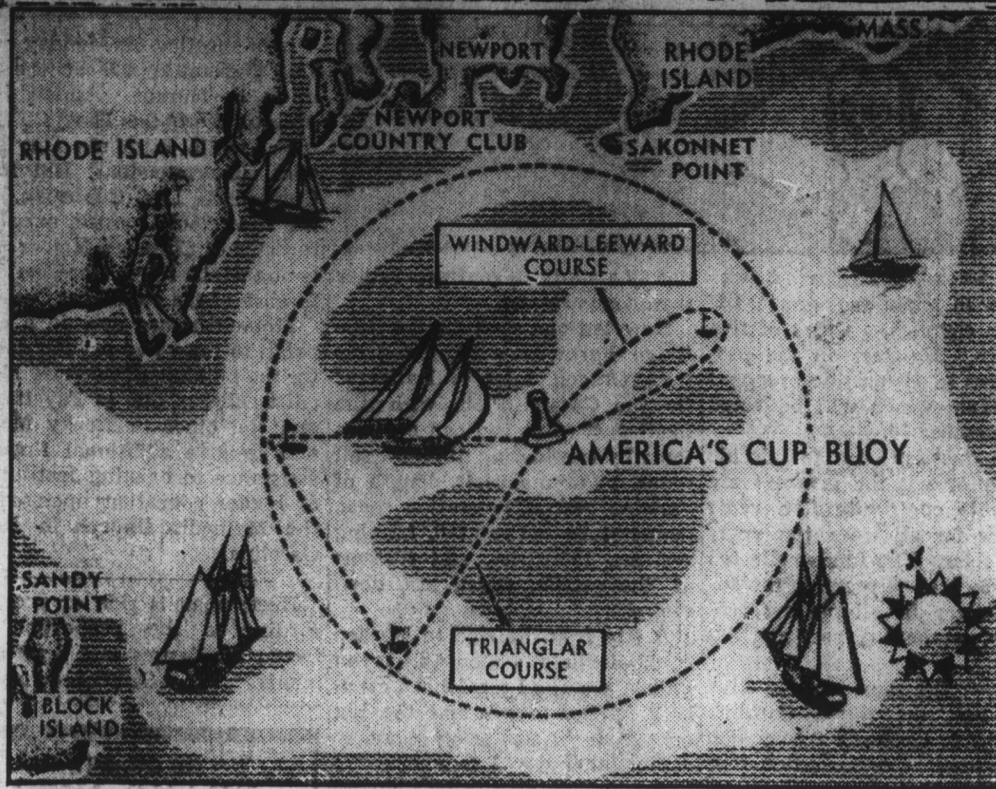 MASS
NEWPORT
RHODE
ISLAND
NEWPORT
COUNTRY CLUB
RHODE ISLAND
SAKONNET
POINT
WINDWARD-LEEWARD
COURSE
AMERICA'S CUP BUOY
SANDY
POINT
TRIANGLAR
COURSE
BLOCK
ISLAND